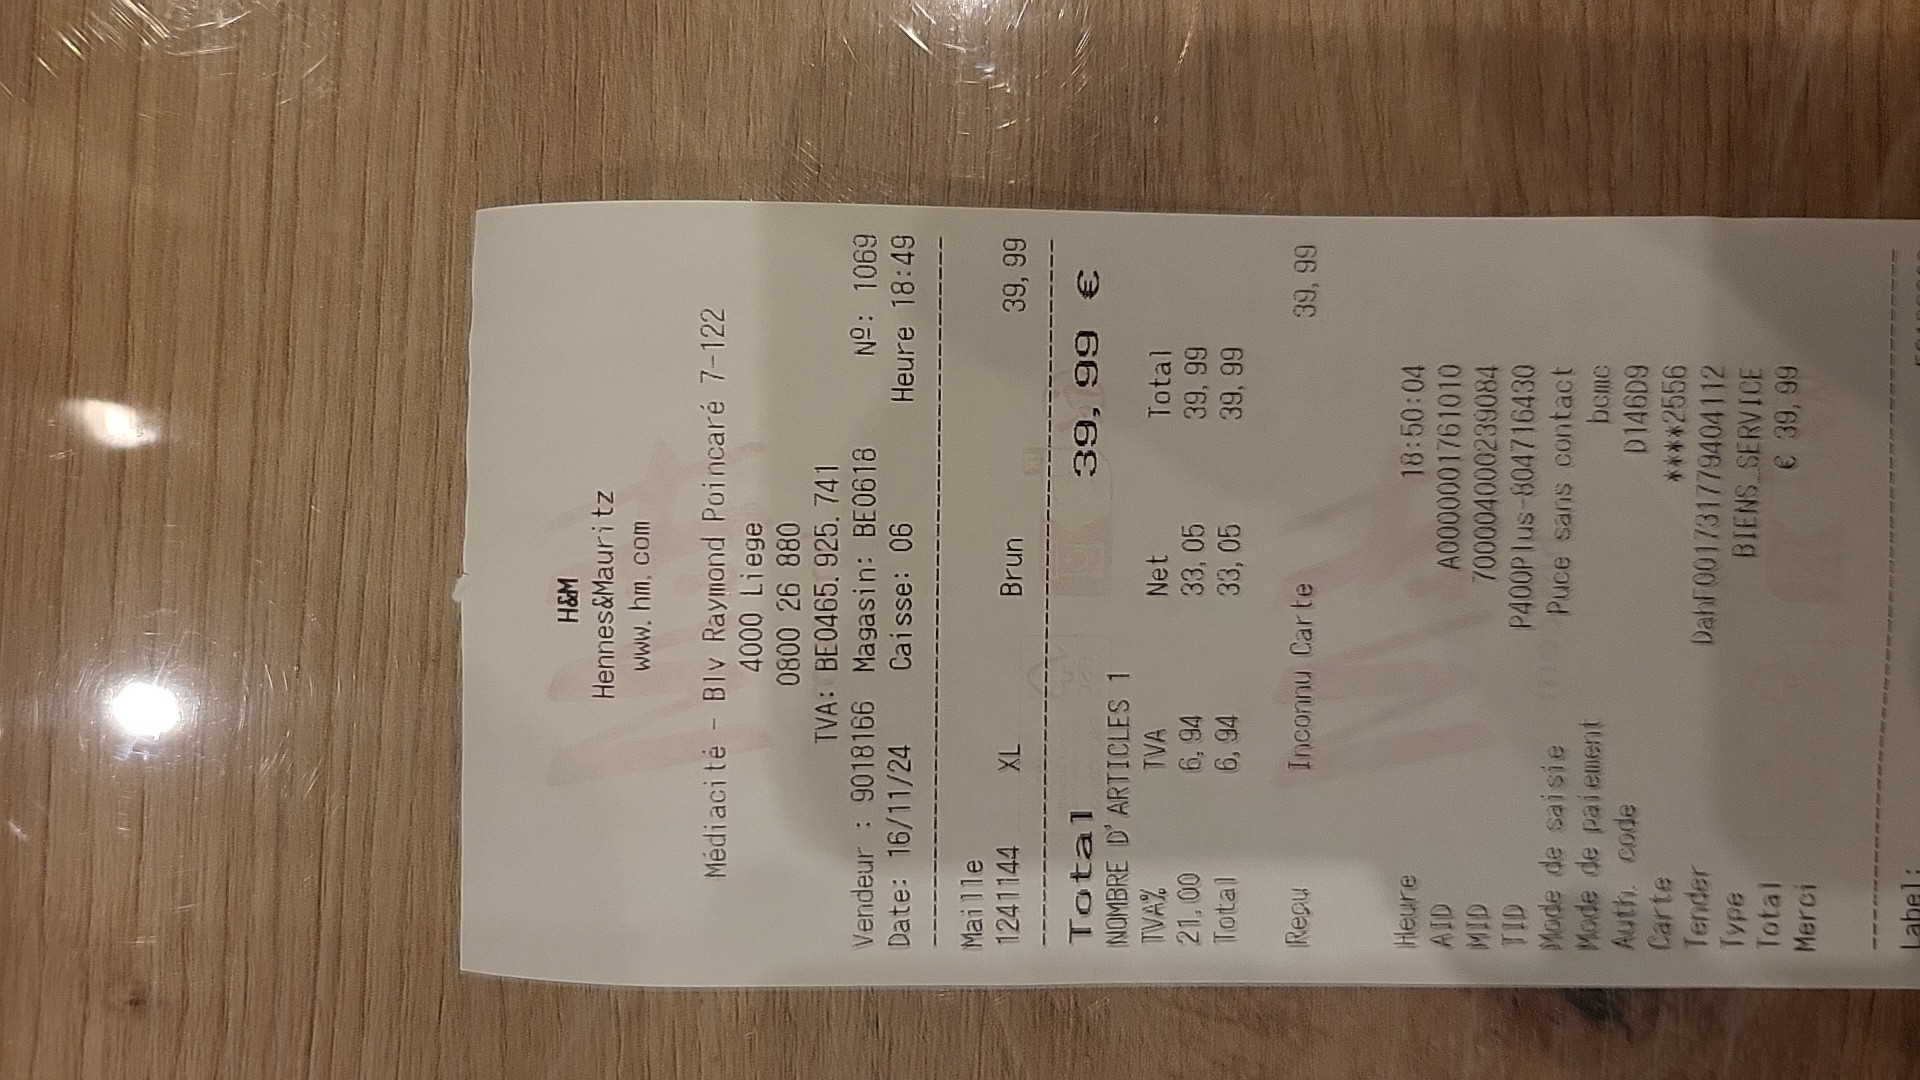 H&M
Hennes&Mauritz
www.hm.com
Médiacité - Blv Raymond Poincaré 7-122
4000 Liege
0800 26 880
TVA: BE0465.925.741
Vendeur : 9018166 Magasin: BE0618 Nº: 1069
Date: 16/11/24 Caisse: 06 Heure 18:49
Maille
1241144 XL Brun 39,99
Total 39,99 €
NOMBRE D'ARTICLES 1
TVA% TVA Net Total
21,00 6,94 33,05 39,99
Total 6,94 33,05 39,99
Reçu Inconnu Carte 39,99
Heure 18:50:04
AID A0000001761010
MID 700004000239084
TID P400Plus-804716430
Mode de saisie Puce sans contact
Mode de paiement bcmc
Auth. code D146D9
Carte ****2556
Tender DahF001731779404112
Type BIENS_SERVICE
Total € 39,99
Merci
Label: